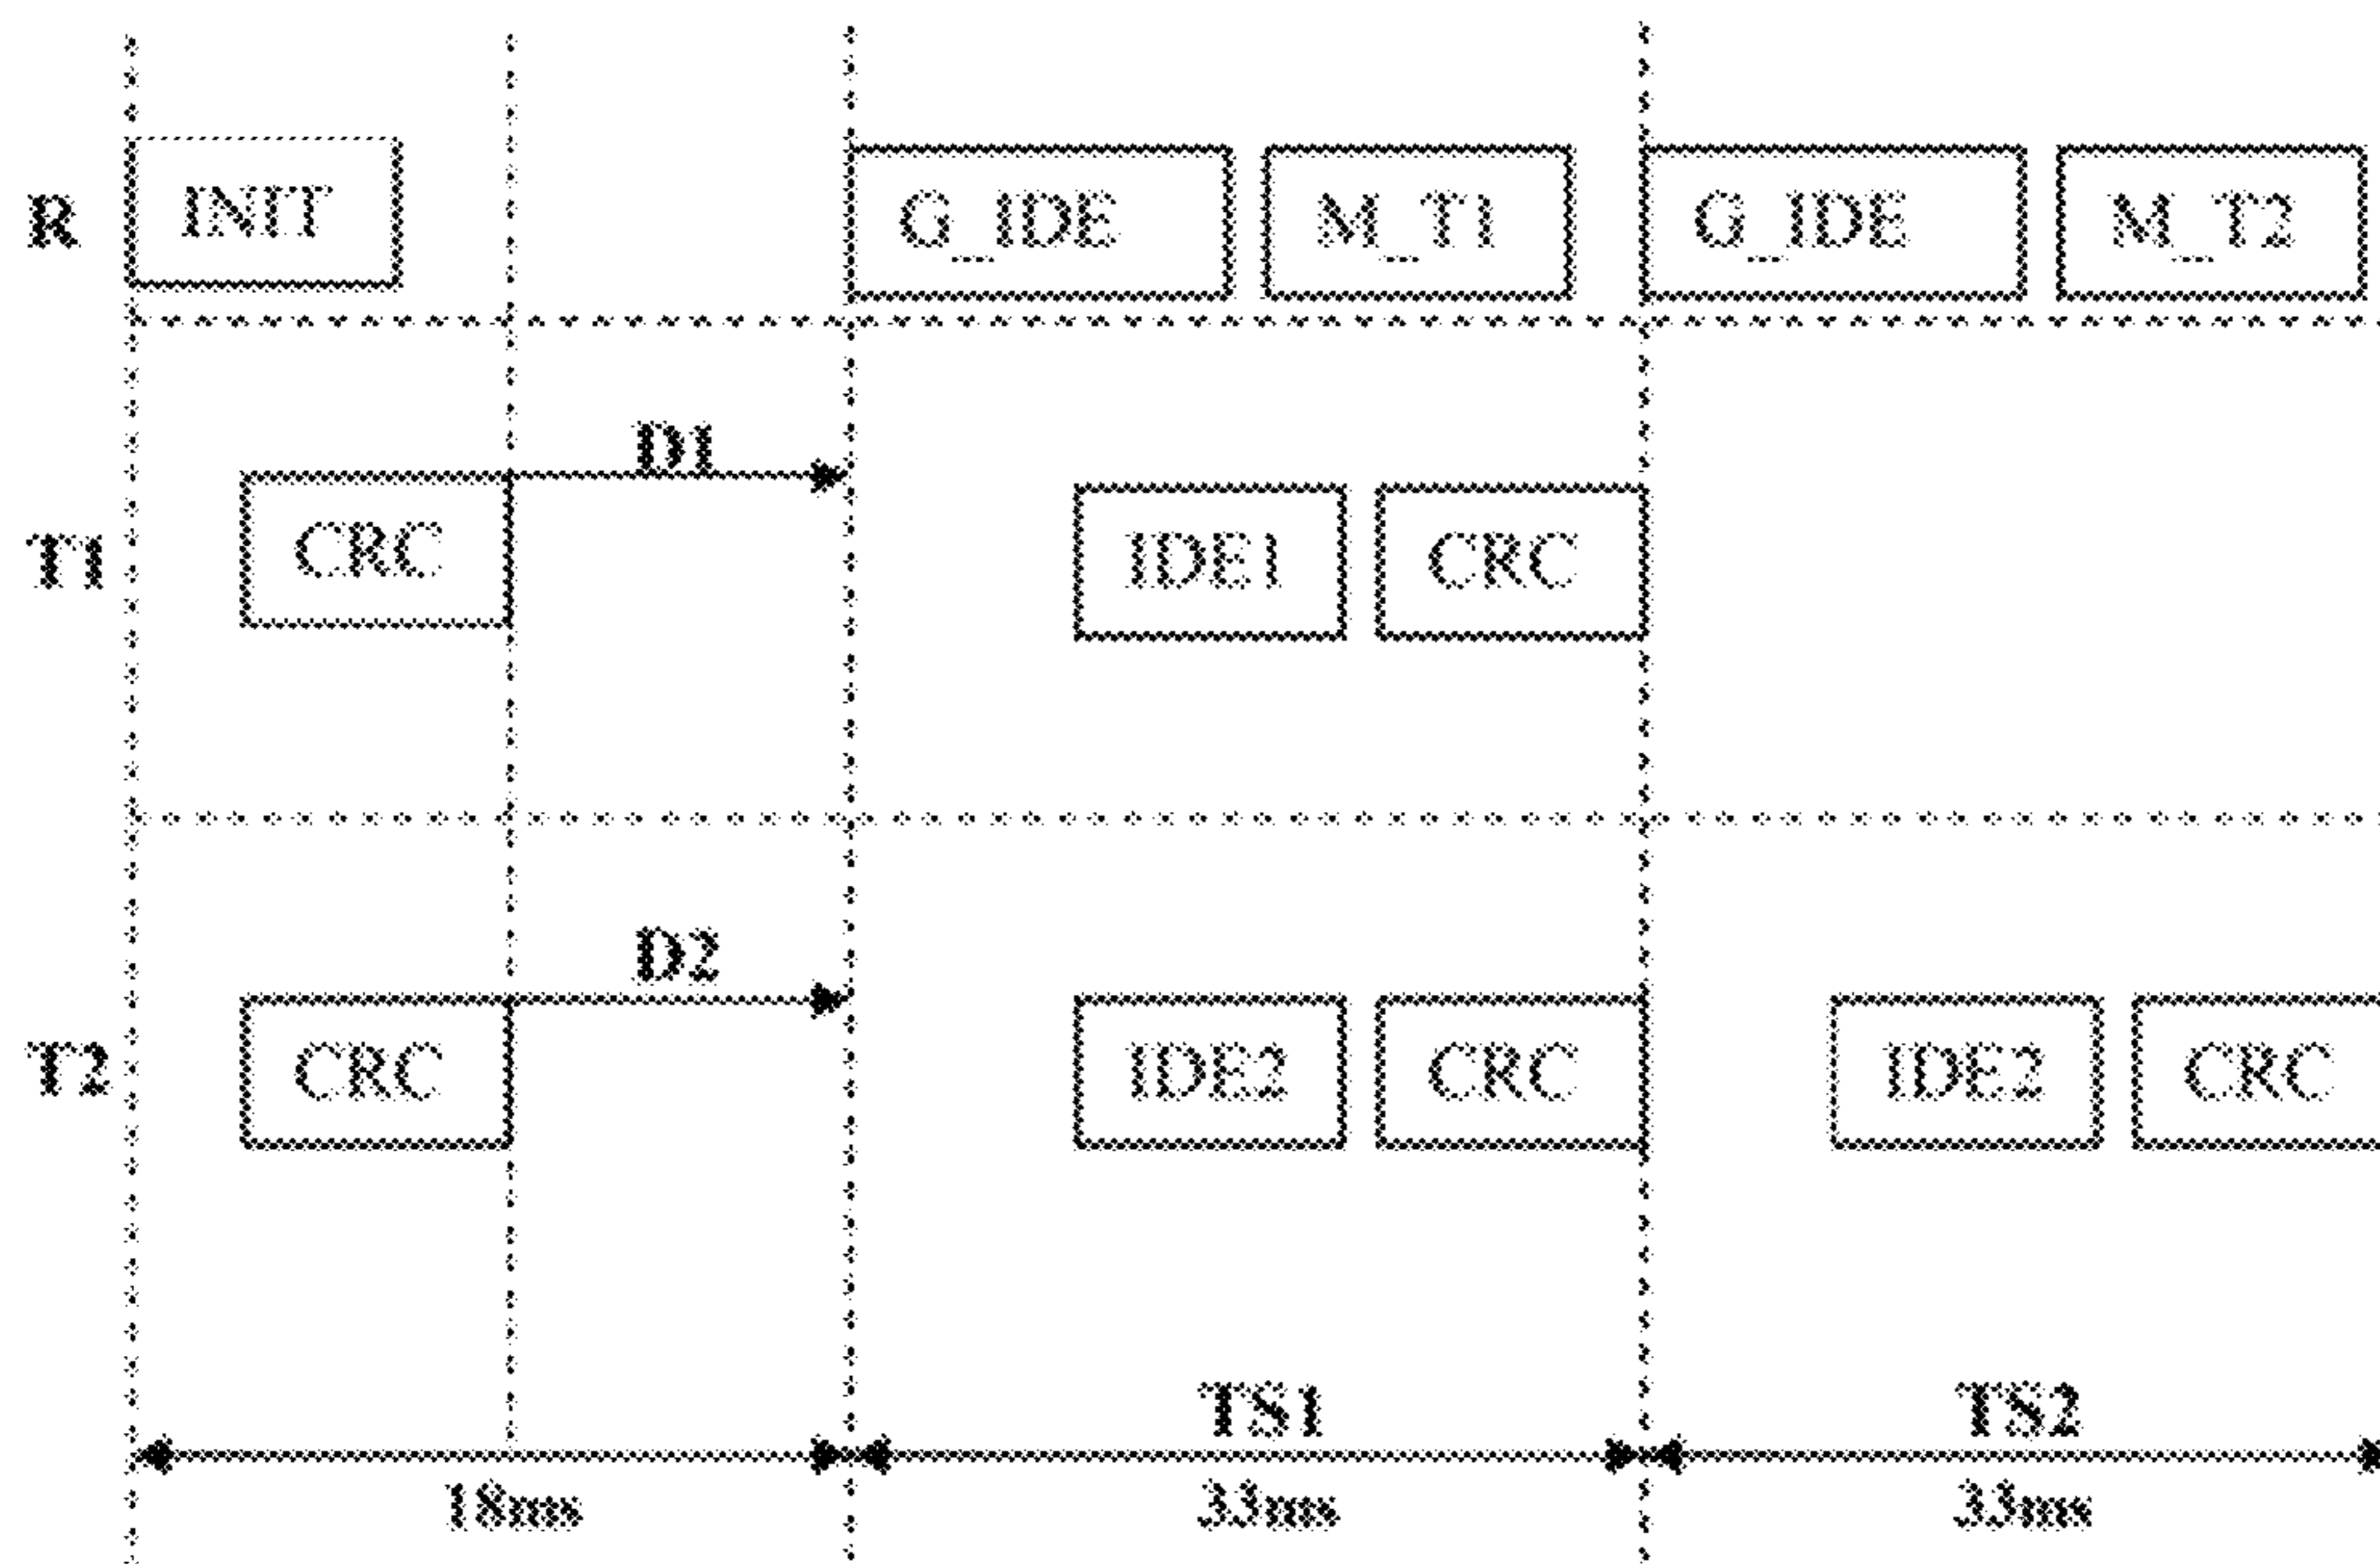 R INIT G_IDE M_T1 G_IDE M_T2
D1
T1 CRC IDE1 CRC
D2
T2 CRC IDE2 CRC IDE2 CRC
TS1 TS2
18ms 33ms 33ms